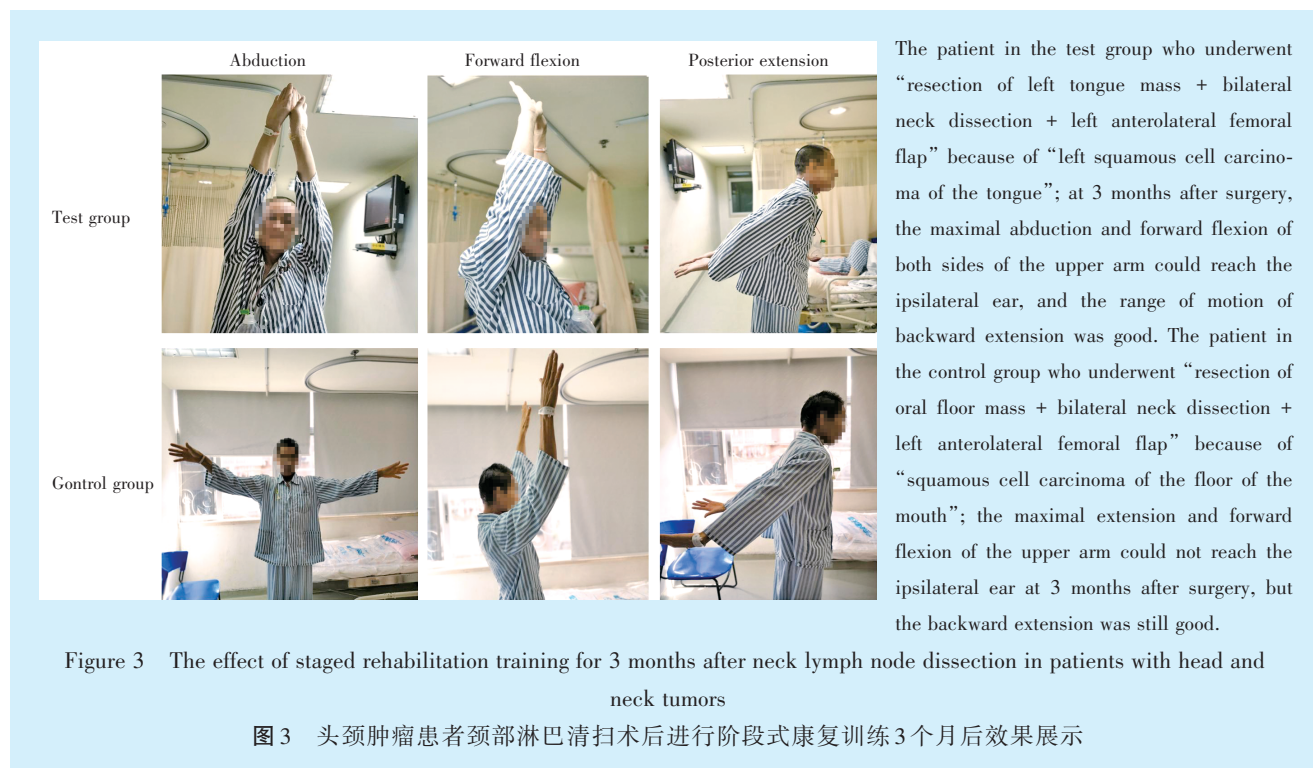 Abduction
Forward flexion
Posterior extension
Test group
Gontrol group
The patient in the test group who underwent
“resection of left tongue mass + bilateral
neck dissection + left anterolateral femoral
flap” because of “left squamous cell carcino-
ma of the tongue”; at 3 months after surgery,
the maximal abduction and forward flexion of
both sides of the upper arm could reach the
ipsilateral ear, and the range of motion of
backward extension was good. The patient in
the control group who underwent “resection of
oral floor mass + bilateral neck dissection +
left anterolateral femoral flap” because of
“squamous cell carcinoma of the floor of the
mouth”; the maximal extension and forward
flexion of the upper arm could not reach the
ipsilateral ear at 3 months after surgery, but
the backward extension was still good.
Figure 3 The effect of staged rehabilitation training for 3 months after neck lymph node dissection in patients with head and
neck tumors
图3 头颈肿瘤患者颈部淋巴清扫术后进行阶段式康复训练3个月后效果展示